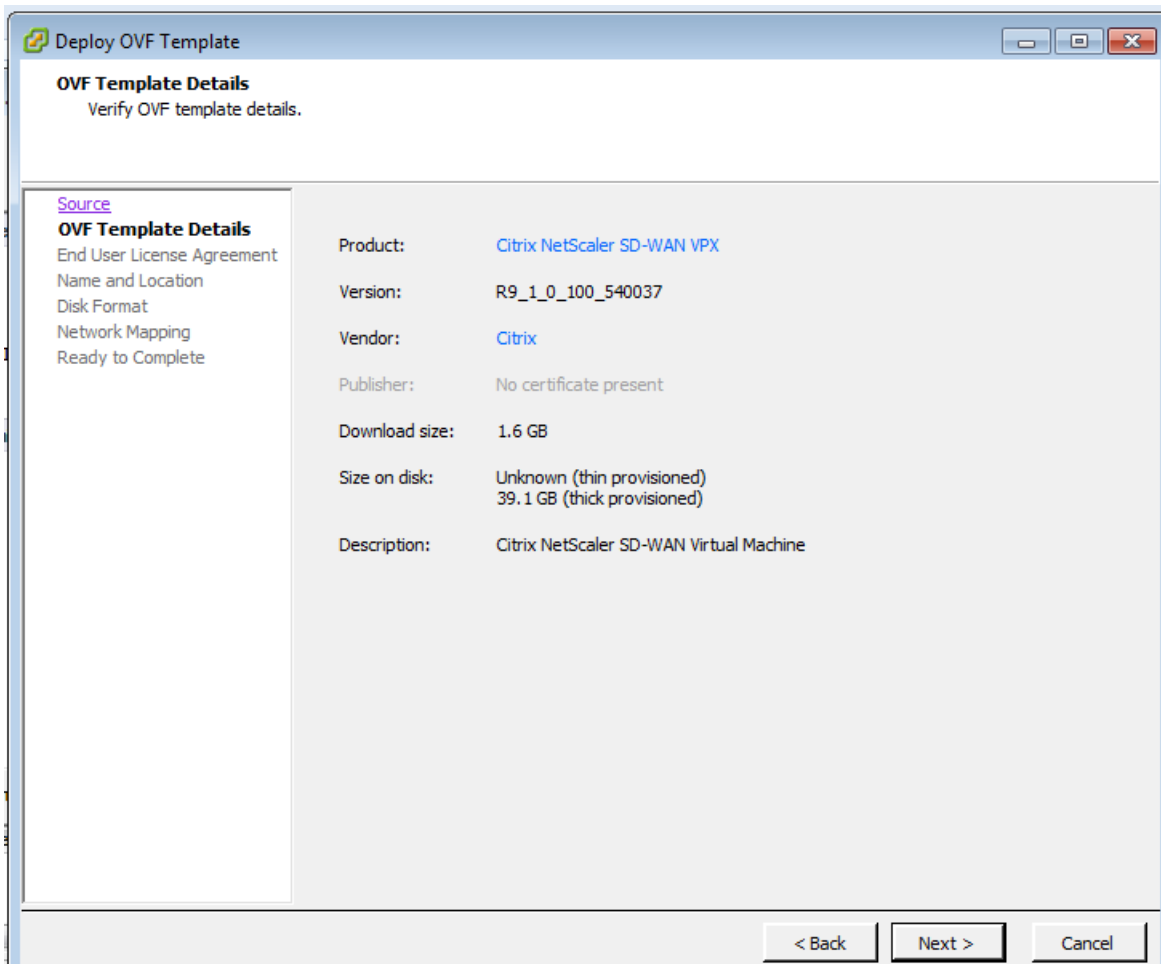 Deploy OVF Template
OVF Template Details
Verify OVF template details.
Source
OVF Template Details
End User License Agreement
Name and Location
Disk Format
Network Mapping
Ready to Complete
Product: Citrix NetScaler SD-WAN VPX
Version: R9_1_0_100_540037
Vendor: Citrix
Publisher: No certificate present
Download size: 1.6 GB
Size on disk: Unknown (thin provisioned)
39.1 GB (thick provisioned)
Description: Citrix NetScaler SD-WAN Virtual Machine
< Back Next > Cancel